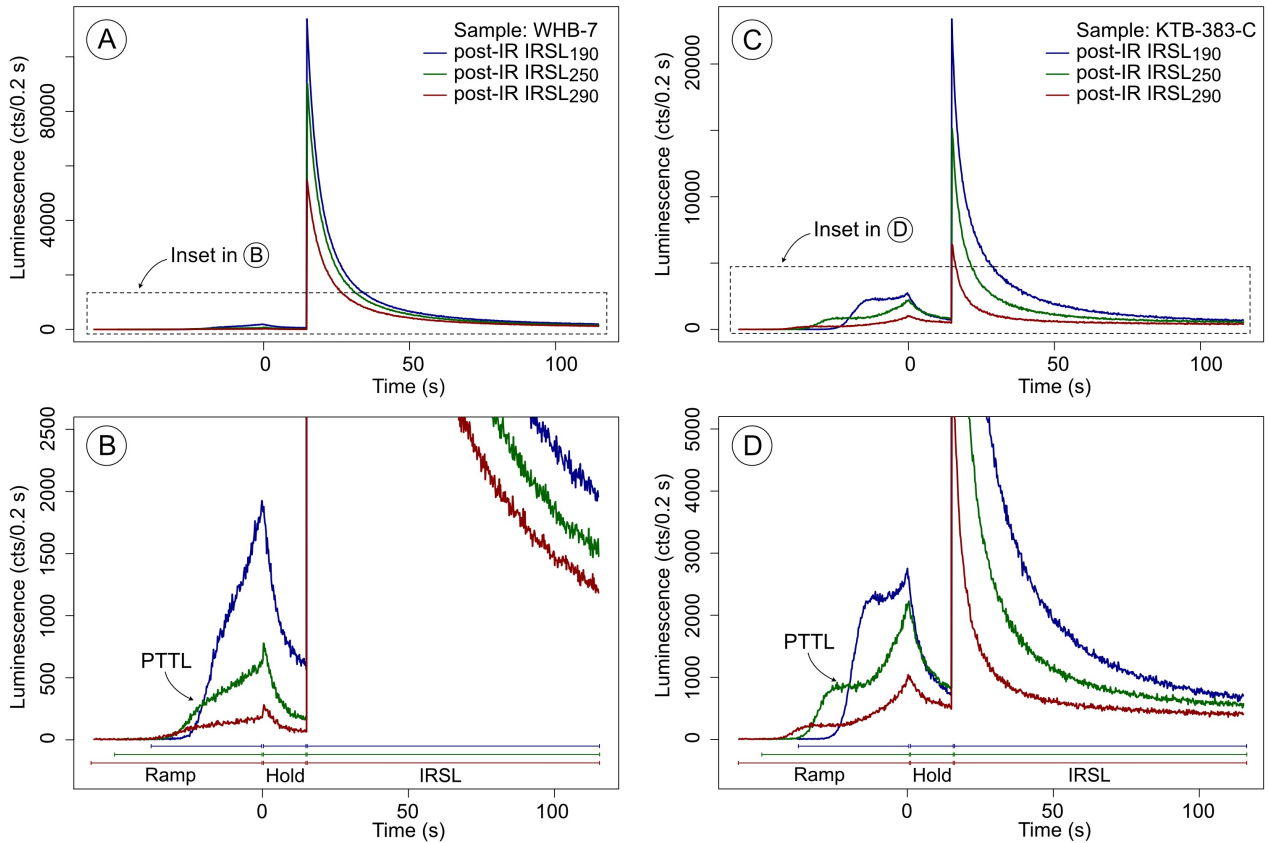 A
Sample: WHB-7
post-IR IRSL190
post-IR IRSL250
post-IR IRSL290
Luminescence (cts/0.2 s)
80000
40000
0
Inset in B
0 50 100
Time (s)
C
Sample: KTB-383-C
post-IR IRSL190
post-IR IRSL250
post-IR IRSL290
Luminescence (cts/0.2 s)
20000
10000
0
Inset in D
0 50 100
Time (s)
B
Luminescence (cts/0.2 s)
2500
2000
1500
1000
500
0
PTTL
Ramp Hold IRSL
0 50 100
Time (s)
D
Luminescence (cts/0.2 s)
5000
4000
3000
2000
1000
0
PTTL
Ramp Hold IRSL
0 50 100
Time (s)